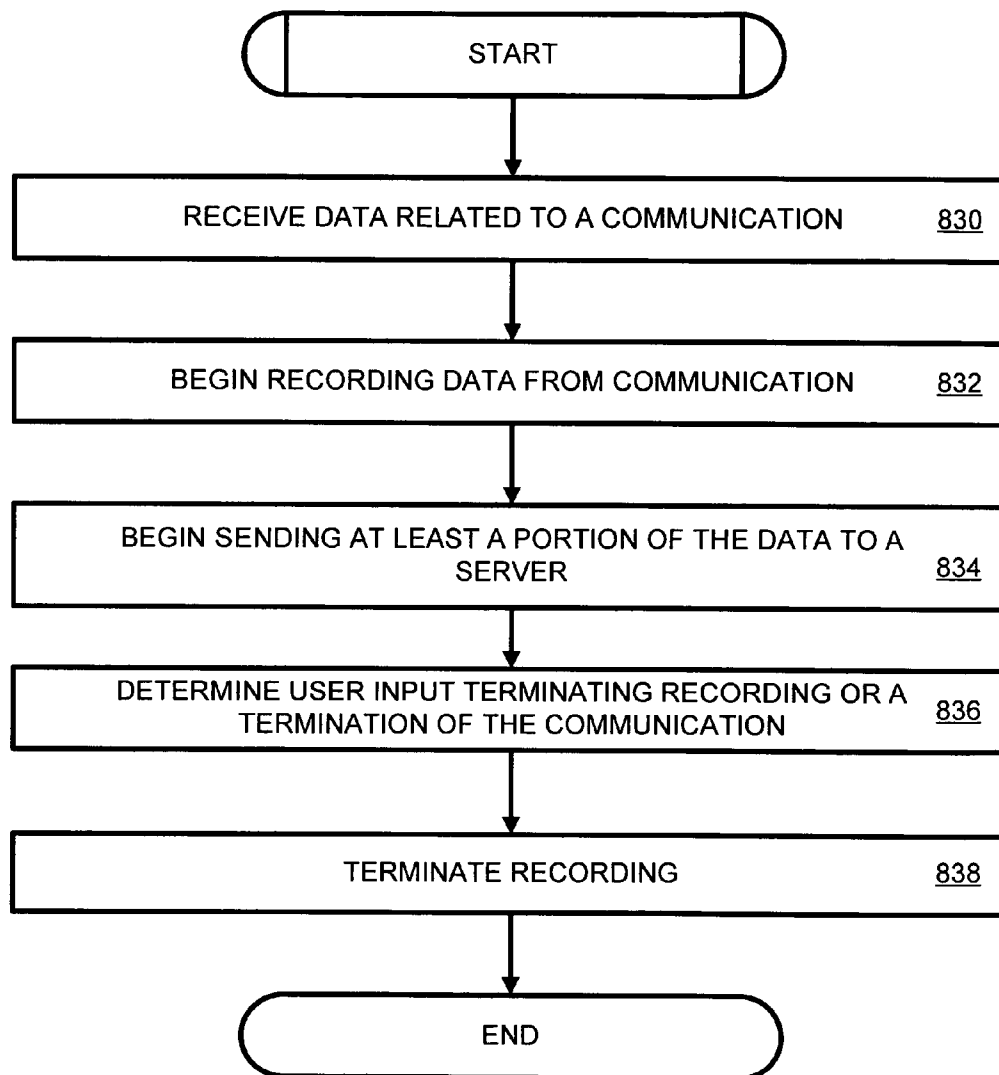 START
RECEIVE DATA RELATED TO A COMMUNICATION 830
BEGIN RECORDING DATA FROM COMMUNICATION 832
BEGIN SENDING AT LEAST A PORTION OF THE DATA TO A
SERVER 834
DETERMINE USER INPUT TERMINATING RECORDING OR A
TERMINATION OF THE COMMUNICATION 836
TERMINATE RECORDING 838
END